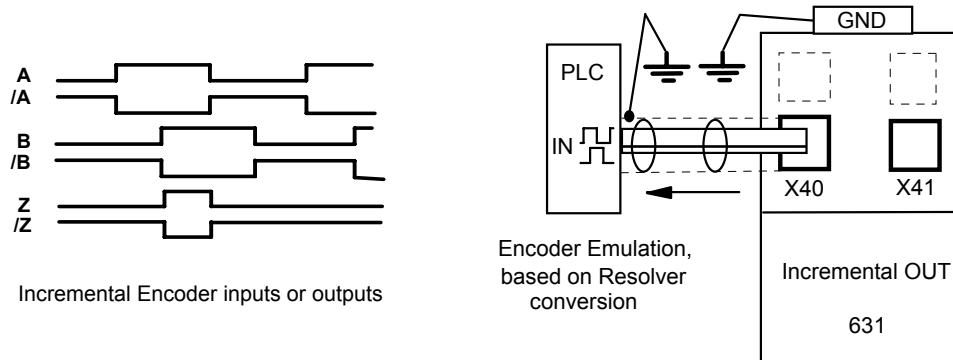 A
/A
B
/B
Z
/Z
Incremental Encoder inputs or outputs
GND
PLC
IN
X40
X41
Encoder Emulation,
based on Resolver
conversion
Incremental OUT
631